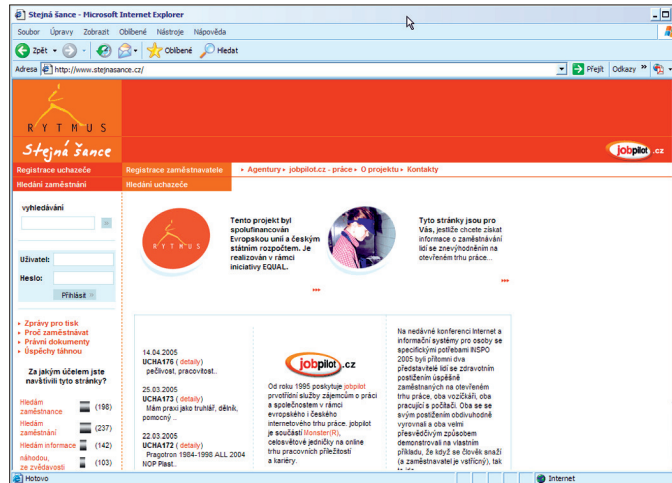 Stejná šance - Microsoft Internet Explorer
Soubor Úpravy Zobrazit Oblíbené Nástroje Nápověda
Zpět Oblíbené Hledat
Adresa http://www.stejnasance.cz/ Přejít Odkazy »
RYTMUS
Stejná šance
jobpilot.cz
Registrace uchazeče Registrace zaměstnavatele Agentury jobpilot.cz - práce O projektu Kontakty
Hledání zaměstnání Hledání uchazeče
vyhledávání
Uživatel:
Heslo:
Přihlásit
Zprávy pro tisk
Proč zaměstnávat
Právní dokumenty
Úspěchy táhnou
Za jakým účelem jste
navštívili tyto stránky?
Hledám
zaměstnance (198)
Hledám
zaměstnání (237)
Hledám informace (142)
náhodou,
ze zvědavosti (103)
RYTMUS
Tento projekt byl
spolufinancován
Evropskou unií a českým
státním rozpočtem. Je
realizován v rámci
iniciativy EQUAL.
...
Tyto stránky jsou pro
Vás, jestliže chcete získat
informace o zaměstnávání
lidí se znevýhodněním na
otevřeném trhu práce...
...
14.04.2005
UCHA176 ( detaily)
pečlivost, pracovitost..
25.03.2005
UCHA173 ( detaily)
Mám praxi jako truhlář, dělník,
pomocný ..
22.03.2005
UCHA172 ( detaily)
Pragotron 1984-1998 ALL 2004
NOP Plast..
jobpilot.cz
Od roku 1995 poskytuje jobpilot
prvotřídní služby zájemcům o práci
a společnostem v rámci
evropského i českého
internetového trhu práce. jobpilot
je součástí Monster(R),
celosvětové jedničky na online
trhu pracovních příležitostí
a kariéry.
Na nedávné konferenci Internet a
informační systémy pro osoby se
specifickými potřebami INSPO
2005 byli přítomni dva
představitelé lidí se zdravotním
postižením úspěšně
zaměstnaných na otevřeném
trhu práce, oba vozíčkáři, oba
pracující s počítači. Oba se se
svým postižením obdivuhodně
vyrovnali a oba velmi
přesvědčivým způsobem
demonstrovali na vlastním
příkladu, že když se člověk snaží
(a zaměstnavatel je vstřícný), tak
Hotovo Internet